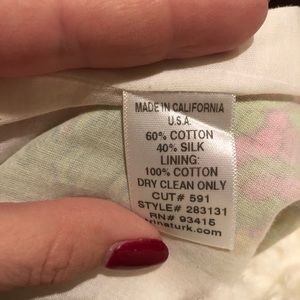 MADE IN CALIFORNIA
U.S.A.
60% COTTON
40% SILK
LINING:
100% COTTON
DRY CLEAN ONLY
CUT# 591
STYLE# 283131
RN# 93415
rinaturk.com